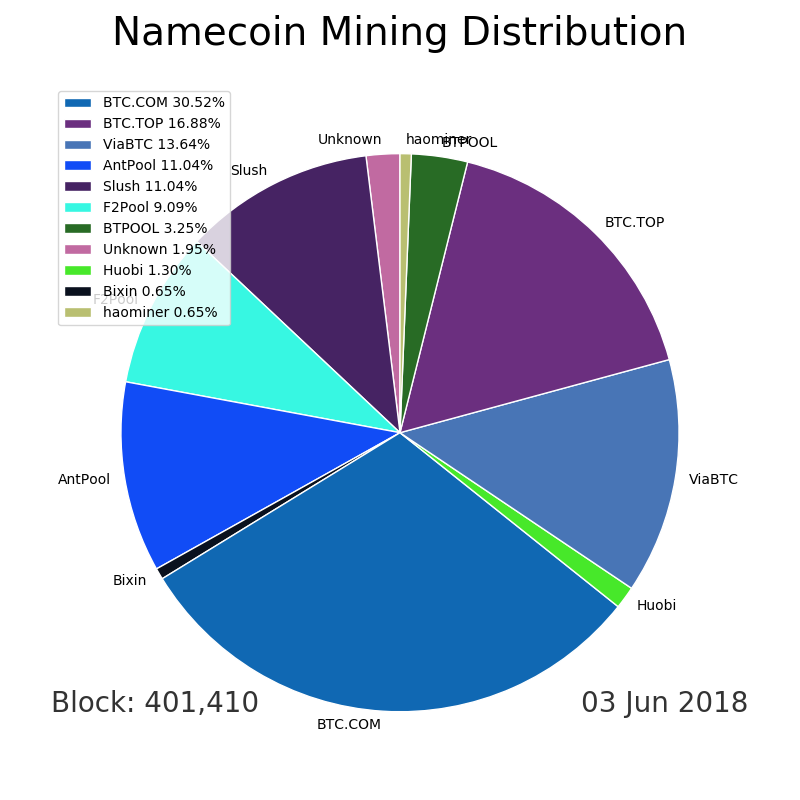 Namecoin Mining Distribution
BTC.COM 30.52%
BTC.TOP 16.88%
ViaBTC 13.64%
AntPool 11.04%
Slush 11.04%
F2Pool 9.09%
BTPOOL 3.25%
Unknown 1.95%
Huobi 1.30%
Bixin 0.65%
haominer 0.65%
Unknown
haominer
BTPOOL
Slush
BTC.TOP
F2Pool
AntPool
ViaBTC
Bixin
Huobi
BTC.COM
Block: 401,410
03 Jun 2018